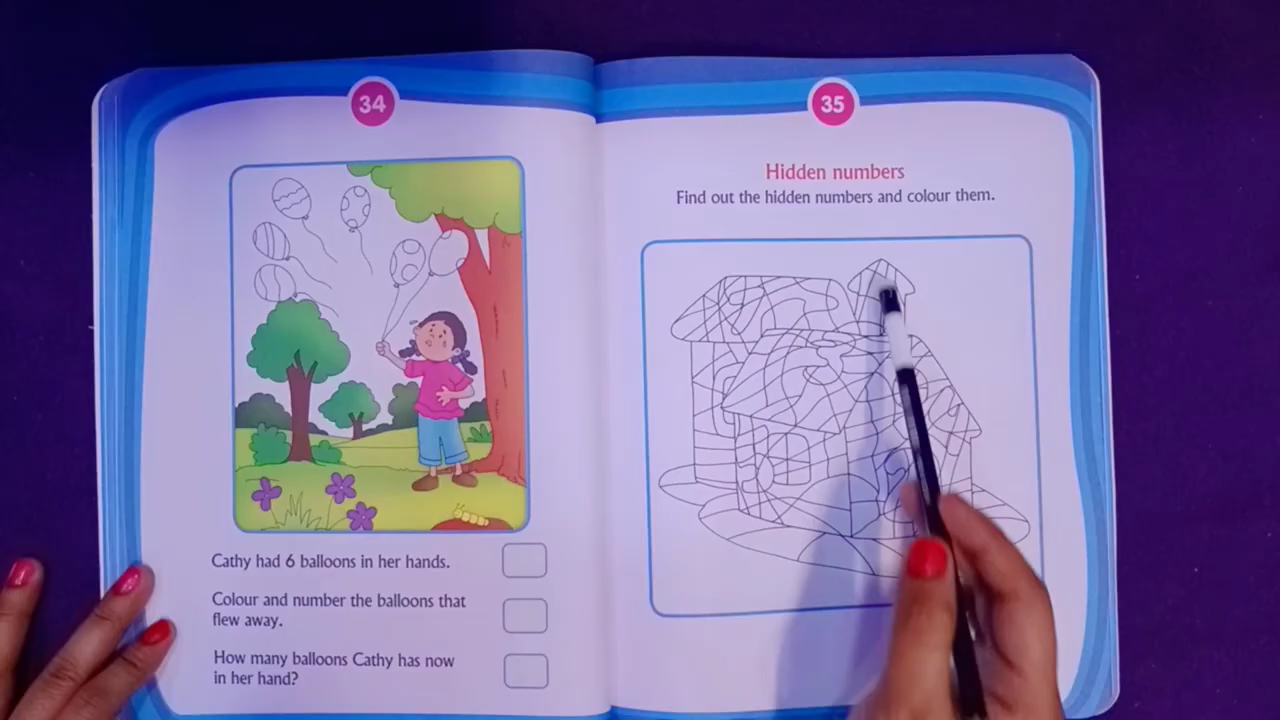 34
Cathy had 6 balloons in her hands.
Colour and number the balloons that
flew away.
How many balloons Cathy has now
in her hand?
35
Hidden numbers
Find out the hidden numbers and colour them.